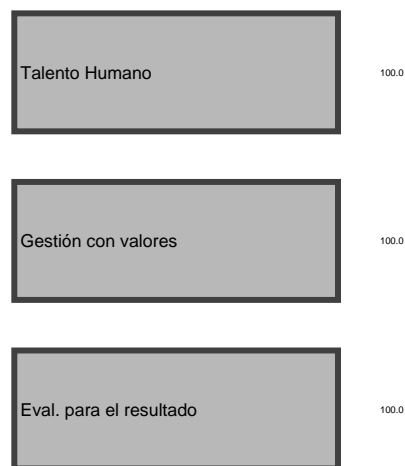 Talento Humano
100.0
Gestión con valores
100.0
Eval. para el resultado
100.0